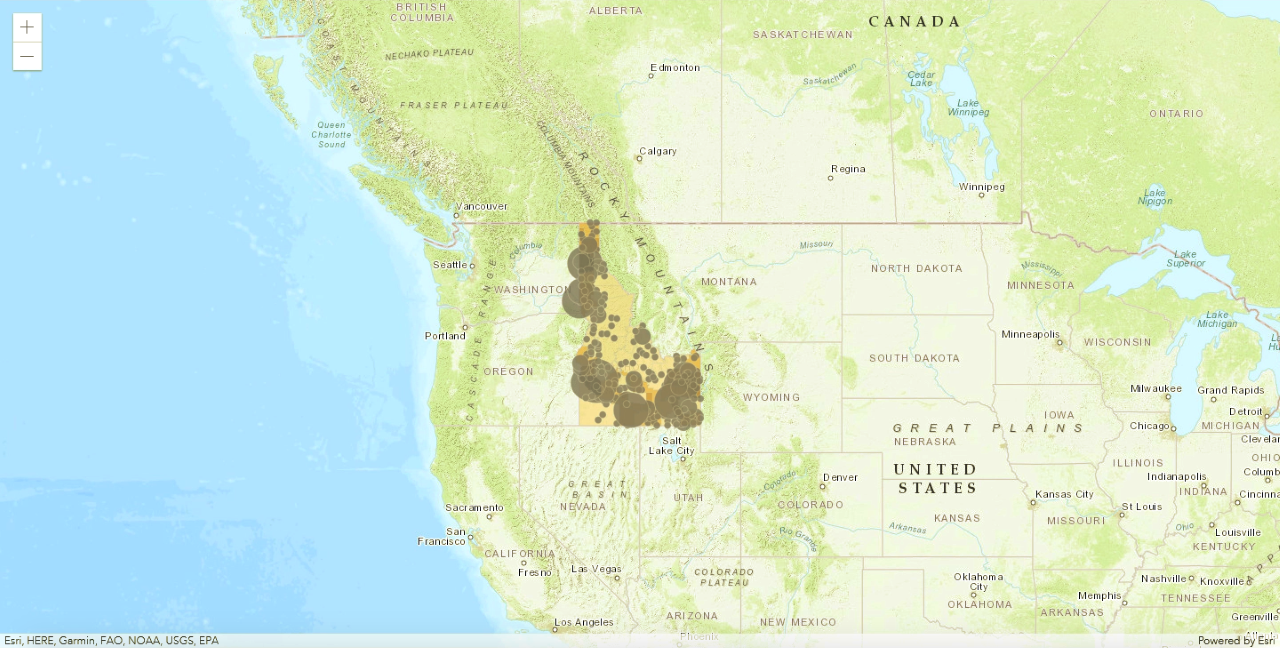 BRITISH
COLUMBIA
ALBERTA
CANADA
SASKATCHEWAN
NECHAKO PLATEAU
Edmonton
Saskatchewan
Cedar
Lake
Lake
Winnipeg
ONTARIO
FRASER PLATEAU
COAST MOUNTAINS
Queen
Charlotte
Sound
COLUMBIA MOUNTAINS
ROCKY MOUNTAINS
Calgary
Regina
Winnipeg
Lake
Nipigon
Vancouver
Columbia
Missouri
Lake
Superior
Seattle
CASCADE RANGE
WASHINGTON
MONTANA
NORTH DAKOTA
Mississippi
MINNESOTA
Lake
Michigan
Portland
Minneapolis
WISCONSIN
OREGON
SOUTH DAKOTA
WYOMING
Milwaukee
Grand Rapids
Detroit
IOWA
Chicago
MICHIGAN
GREAT PLAINS
NEBRASKA
Salt
Lake City
UNITED
STATES
ILLINOIS
Indianapolis
INDIANA
OHIO
GREAT
BASIN
NEVADA
UTAH
Colorado
Denver
COLORADO
Kansas City
St Louis
MISSOURI
Sacramento
San
Francisco
KANSAS
Arkansas
Rio Grande
Ohio
Louisville
KENTUCKY
CALIFORNIA
Fresno
Las Vegas
COLORADO
PLATEAU
Oklahoma
City
OKLAHOMA
Memphis
Nashville
Knoxville
TENNESSEE
ARKANSAS
Los Angeles
ARIZONA
NEW MEXICO
Greenville
Phoenix
Esri, HERE, Garmin, FAO, NOAA, USGS, EPA
Powered by Esri